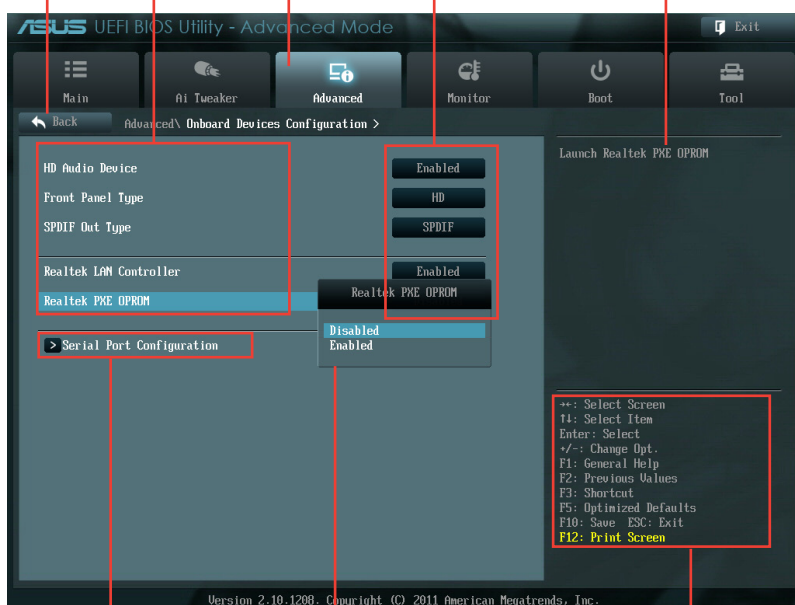 ASUS UEFI BIOS Utility - Advanced Mode
Exit
Main
Ai Tweaker
Advanced
Monitor
Boot
Tool
Back
Advanced\ Onboard Devices Configuration >
HD Audio Device Enabled
Front Panel Type HD
SPDIF Out Type SPDIF
Realtek LAN Controller Enabled
Realtek PXE OPROM
Realtek PXE OPROM
Disabled
Enabled
> Serial Port Configuration
Launch Realtek PXE OPROM
→←: Select Screen
↑↓: Select Item
Enter: Select
+/-: Change Opt.
F1: General Help
F2: Previous Values
F3: Shortcut
F5: Optimized Defaults
F10: Save ESC: Exit
F12: Print Screen
Version 2.10.1208. Copyright (C) 2011 American Megatrends, Inc.